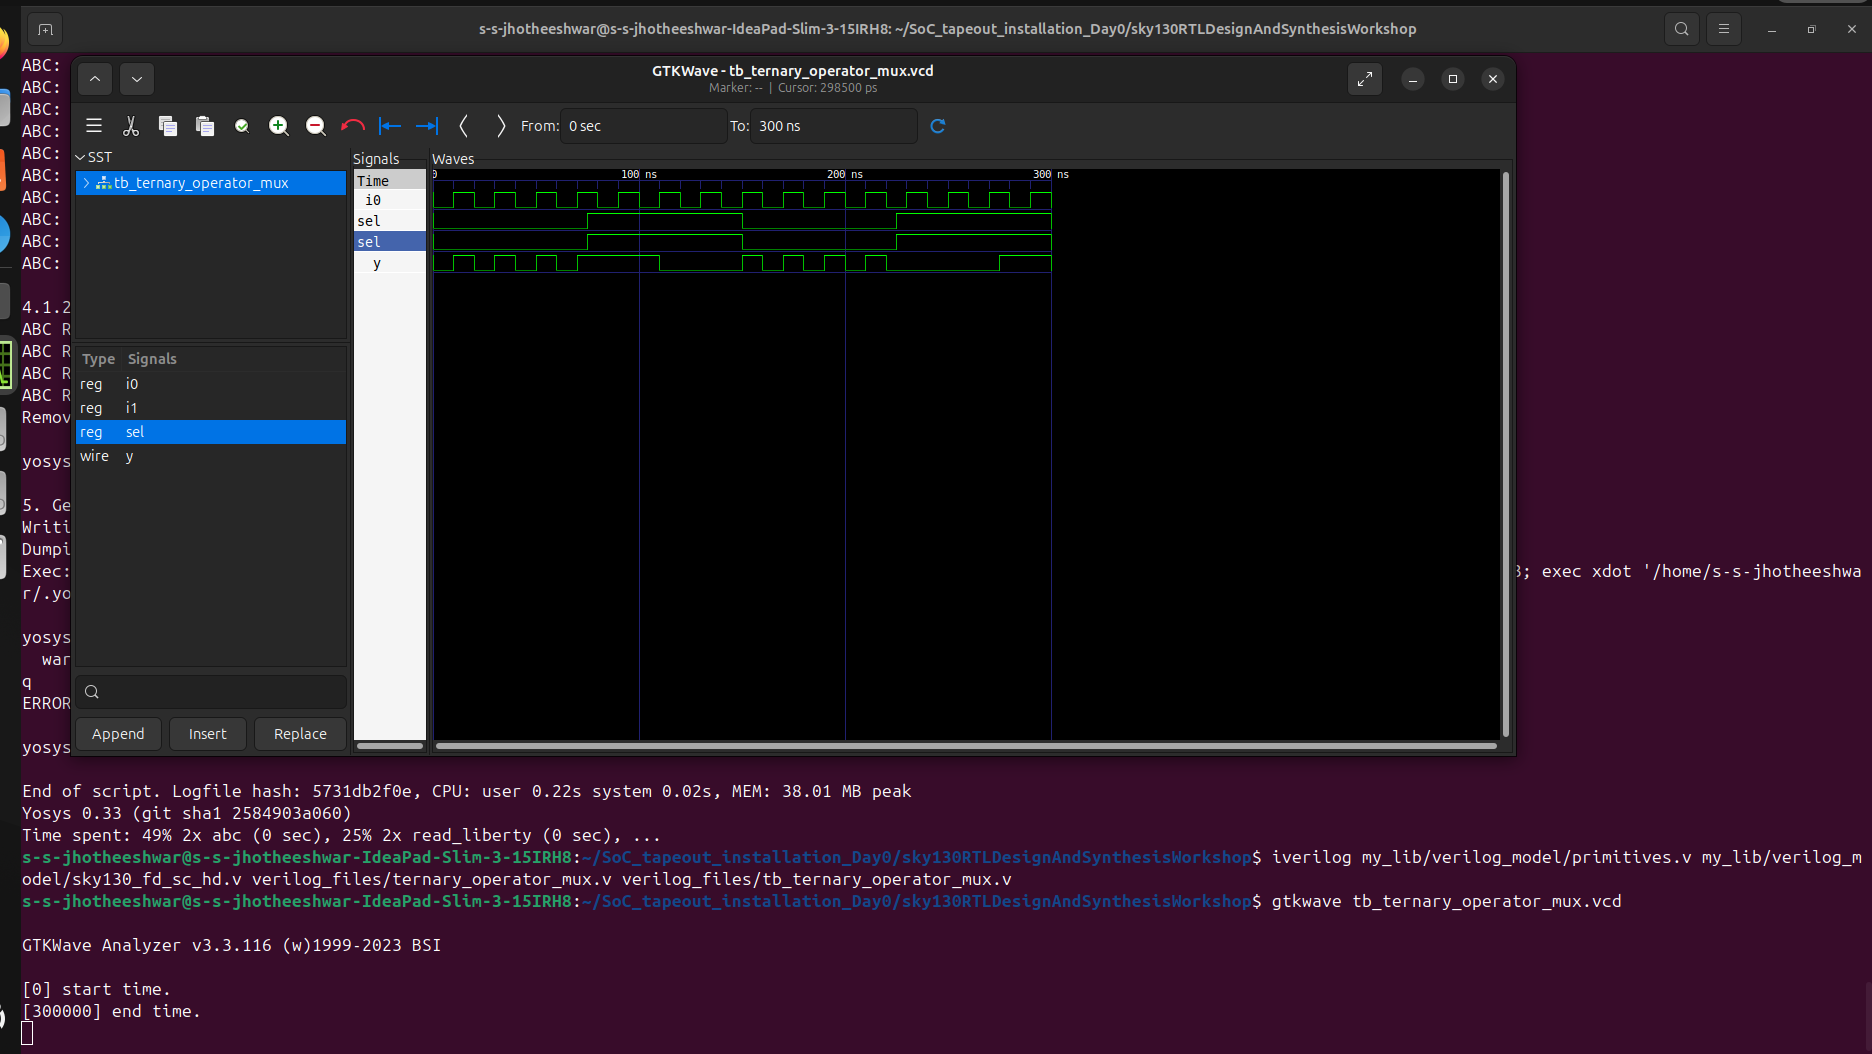 s-s-jhotheeshwar@s-s-jhotheeshwar-IdeaPad-Slim-3-15IRH8: ~/SoC_tapeout_installation_Day0/sky130RTLDesignAndSynthesisWorkshop
ABC:
ABC:
ABC:
ABC:
ABC:
ABC:
ABC:
ABC:
ABC:
ABC:
4.1.2
ABC R
ABC R
ABC R
ABC R
Remov
yosys
5. Ge
Writi
Dumpi
Exec:
; exec xdot '/home/s-s-jhotheeshwa
r/.yo
yosys
war
q
ERROR
yosys
GTKWave - tb_ternary_operator_mux.vcd
Marker: -- | Cursor: 298500 ps
From: 0 sec To: 300 ns
SST
tb_ternary_operator_mux
Type Signals
reg i0
reg i1
reg sel
wire y
Append Insert Replace
Signals
Time
i0
sel
sel
y
Waves
0 100 ns 200 ns 300 ns
End of script. Logfile hash: 5731db2f0e, CPU: user 0.22s system 0.02s, MEM: 38.01 MB peak
Yosys 0.33 (git sha1 2584903a060)
Time spent: 49% 2x abc (0 sec), 25% 2x read_liberty (0 sec), ...
s-s-jhotheeshwar@s-s-jhotheeshwar-IdeaPad-Slim-3-15IRH8:~/SoC_tapeout_installation_Day0/sky130RTLDesignAndSynthesisWorkshop$ iverilog my_lib/verilog_model/primitives.v my_lib/verilog_m
odel/sky130_fd_sc_hd.v verilog_files/ternary_operator_mux.v verilog_files/tb_ternary_operator_mux.v
s-s-jhotheeshwar@s-s-jhotheeshwar-IdeaPad-Slim-3-15IRH8:~/SoC_tapeout_installation_Day0/sky130RTLDesignAndSynthesisWorkshop$ gtkwave tb_ternary_operator_mux.vcd
GTKWave Analyzer v3.3.116 (w)1999-2023 BSI
[0] start time.
[300000] end time.